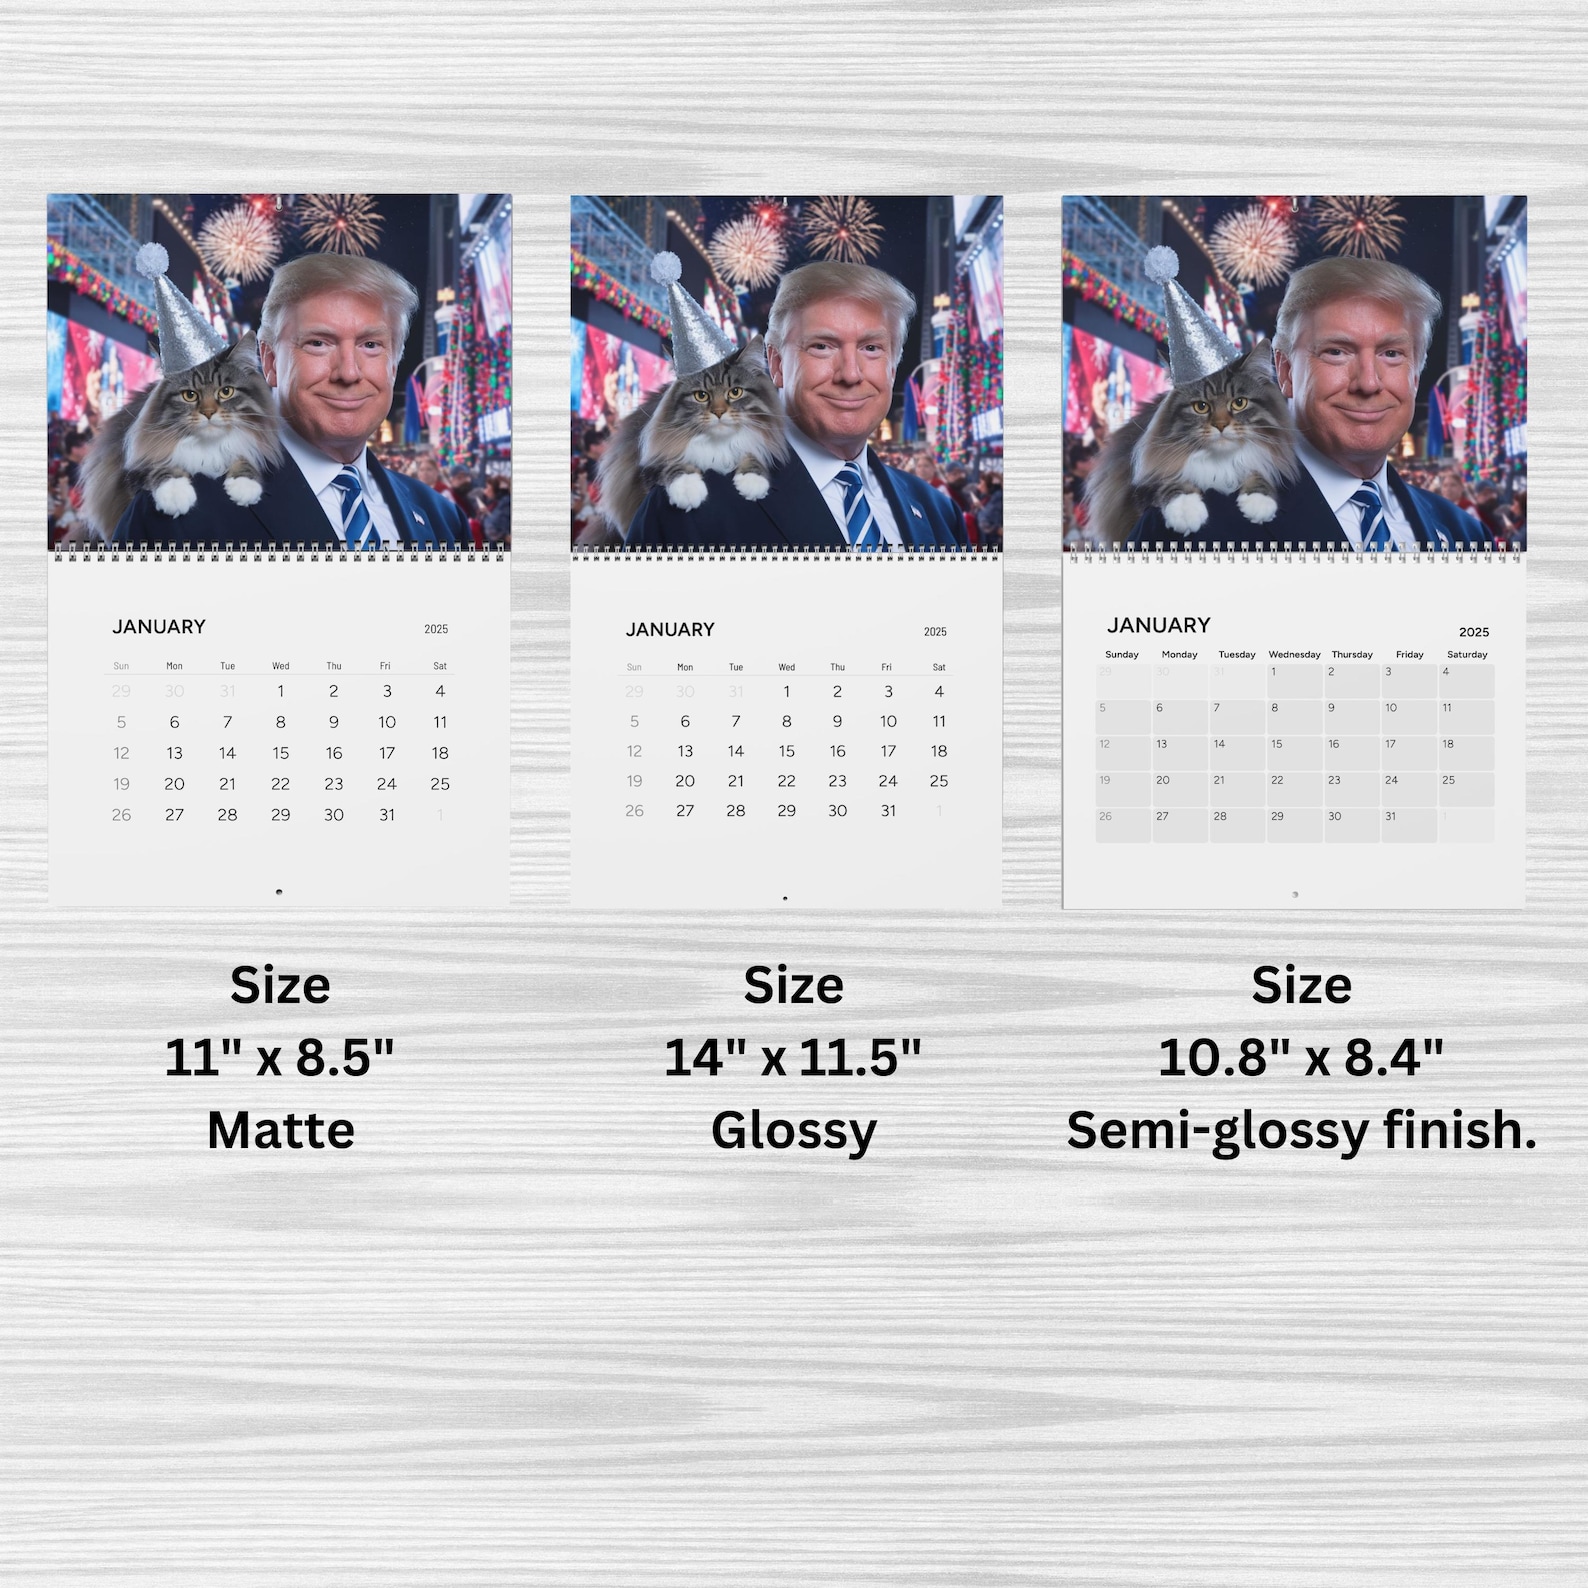 JANUARY 2025
Sun Mon Tue Wed Thu Fri Sat
29 30 31 1 2 3 4
5 6 7 8 9 10 11
12 13 14 15 16 17 18
19 20 21 22 23 24 25
26 27 28 29 30 31 1
Size
11" x 8.5"
Matte
JANUARY 2025
Sun Mon Tue Wed Thu Fri Sat
29 30 31 1 2 3 4
5 6 7 8 9 10 11
12 13 14 15 16 17 18
19 20 21 22 23 24 25
26 27 28 29 30 31 1
Size
14" x 11.5"
Glossy
JANUARY 2025
Sunday Monday Tuesday Wednesday Thursday Friday Saturday
29 30 31 1 2 3 4
5 6 7 8 9 10 11
12 13 14 15 16 17 18
19 20 21 22 23 24 25
26 27 28 29 30 31 1
Size
10.8" x 8.4"
Semi-glossy finish.